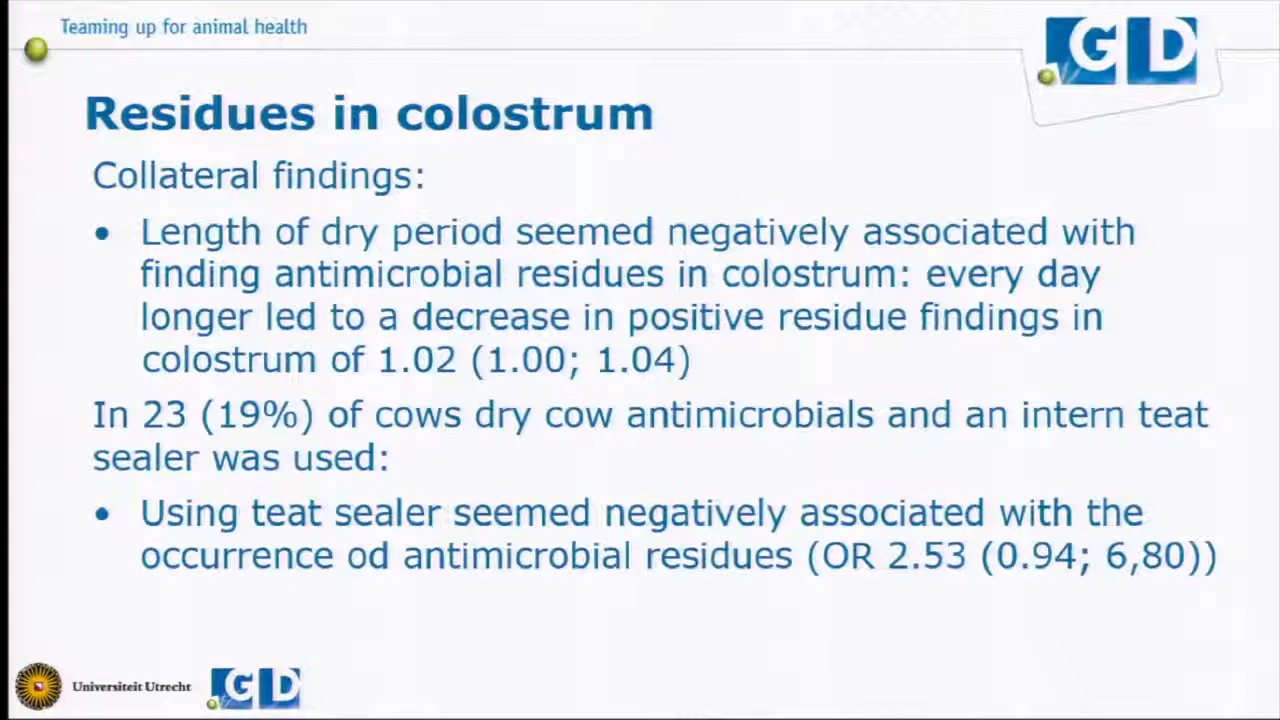 Teaming up for animal health
GD
Residues in colostrum
Collateral findings:
• Length of dry period seemed negatively associated with
finding antimicrobial residues in colostrum: every day
longer led to a decrease in positive residue findings in
colostrum of 1.02 (1.00; 1.04)
In 23 (19%) of cows dry cow antimicrobials and an intern teat
sealer was used:
• Using teat sealer seemed negatively associated with the
occurrence od antimicrobial residues (OR 2.53 (0.94; 6,80))
Universiteit Utrecht
GD